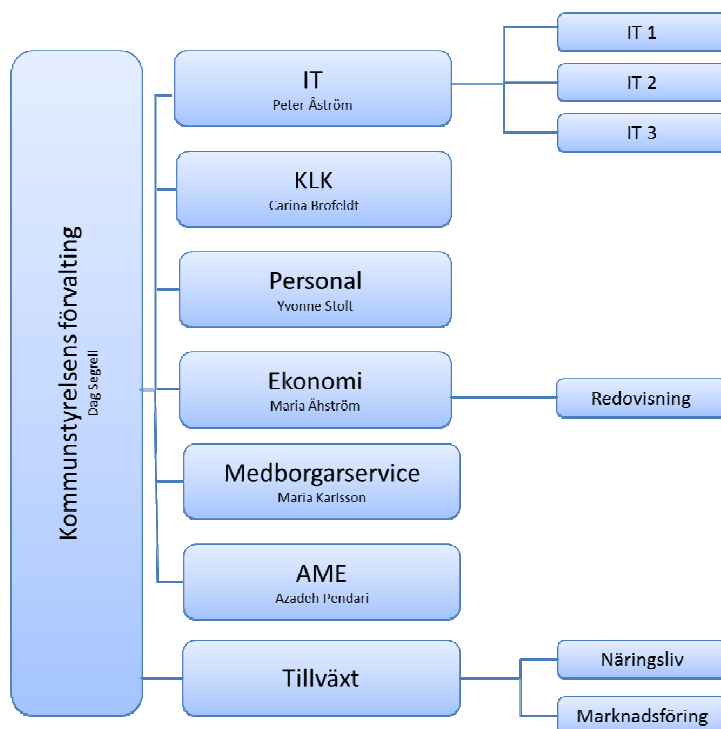 Kommunstyrelsens förvalting
Dag Segrell
IT
Peter Åström
IT 1
IT 2
IT 3
KLK
Carina Brofeldt
Personal
Yvonne Stolt
Ekonomi
Maria Åhström
Redovisning
Medborgarservice
Maria Karlsson
AME
Azadeh Pendari
Tillväxt
Näringsliv
Marknadsföring